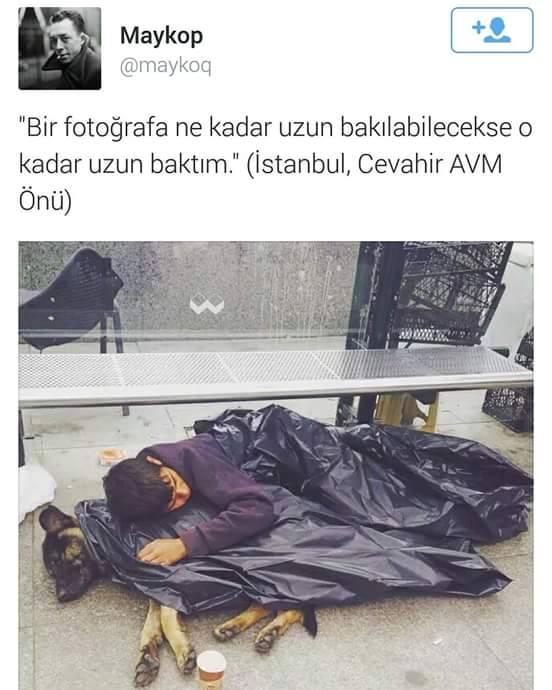 Maykop
@maykoq
"Bir fotoğrafa ne kadar uzun bakılabilecekse o
kadar uzun baktım." (İstanbul, Cevahir AVM
Önü)